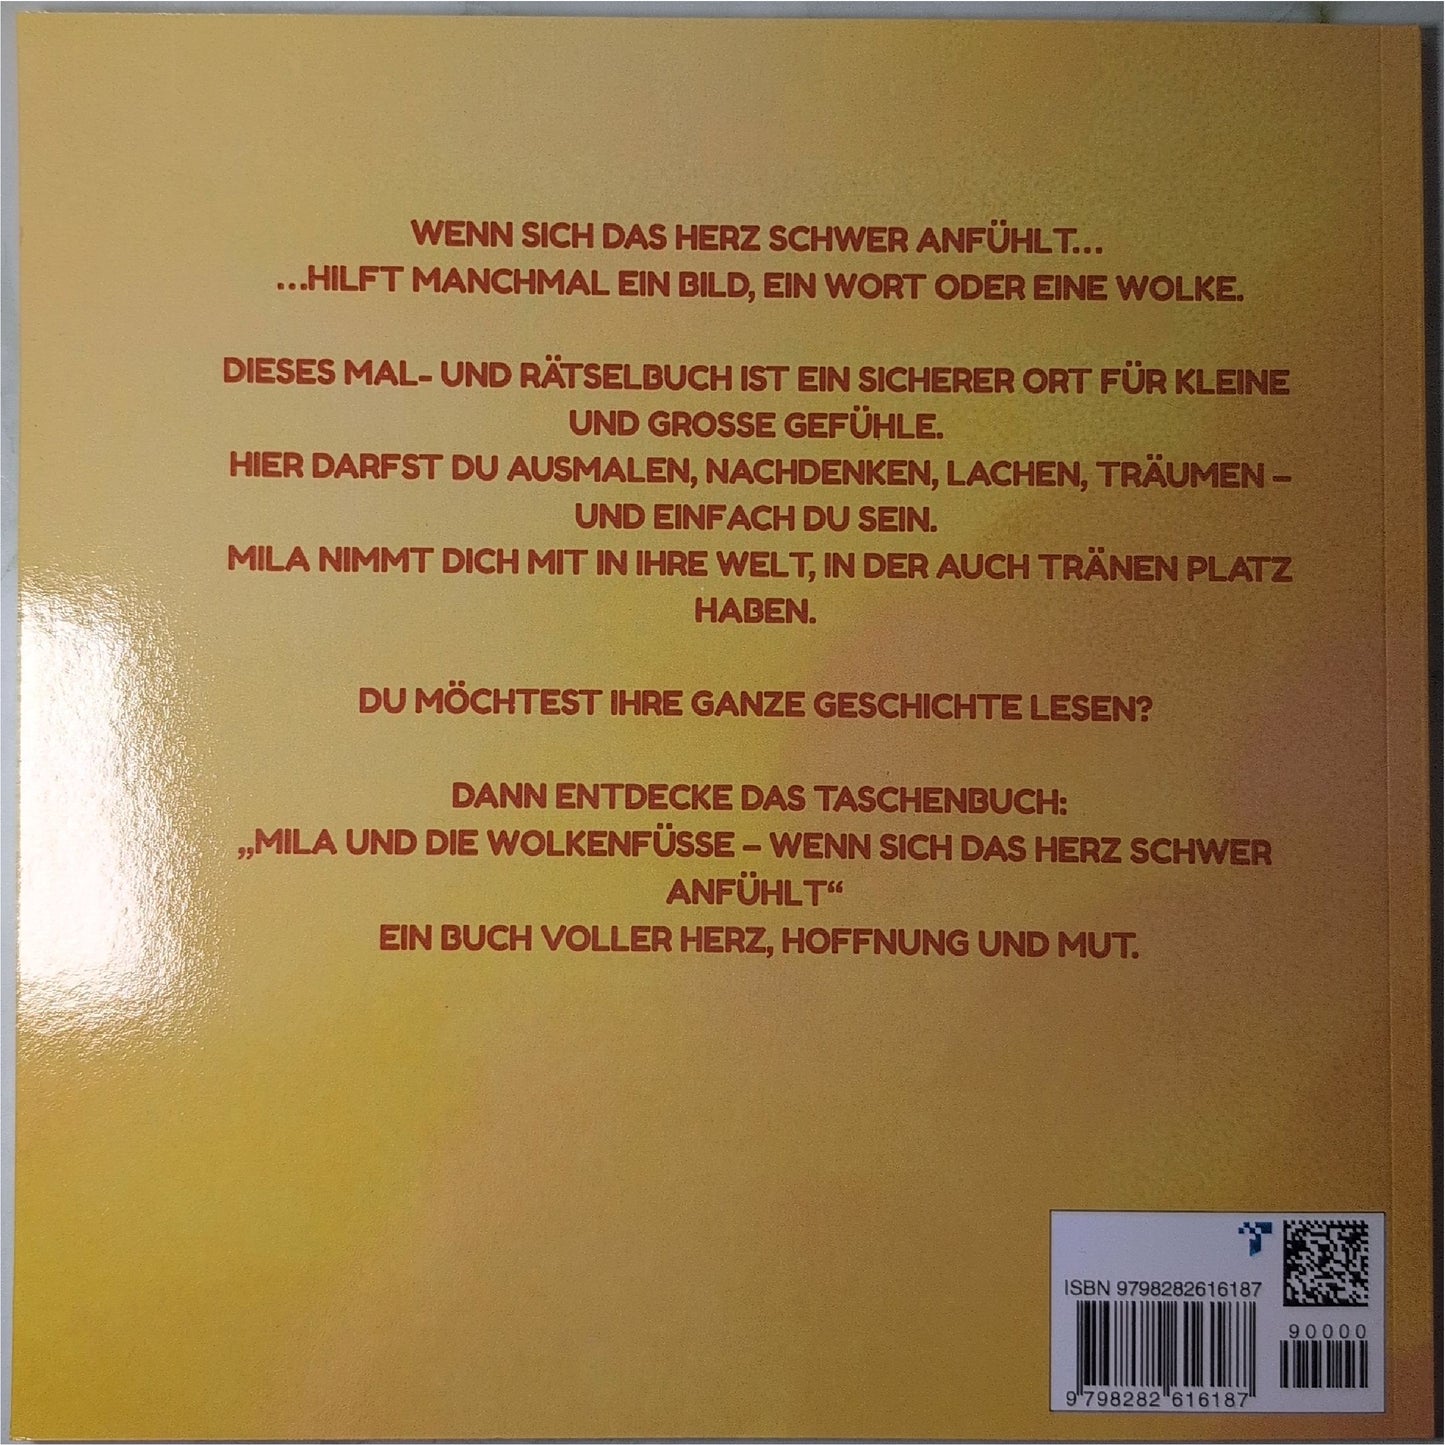 WENN SICH DAS HERZ SCHWER ANFÜHLT...
...HILFT MANCHMAL EIN BILD, EIN WORT ODER EINE WOLKE.
DIESES MAL- UND RÄTSELBUCH IST EIN SICHERER ORT FÜR KLEINE
UND GROSSE GEFÜHLE.
HIER DARFST DU AUSMALEN, NACHDENKEN, LACHEN, TRÄUMEN –
UND EINFACH DU SEIN.
MILA NIMMT DICH MIT IN IHRE WELT, IN DER AUCH TRÄNEN PLATZ
HABEN.
DU MÖCHTEST IHRE GANZE GESCHICHTE LESEN?
DANN ENTDECKE DAS TASCHENBUCH:
„MILA UND DIE WOLKENFÜSSE – WENN SICH DAS HERZ SCHWER
ANFÜHLT“
EIN BUCH VOLLER HERZ, HOFFNUNG UND MUT.
ISBN 9798282616187
90000
9 798282 616187